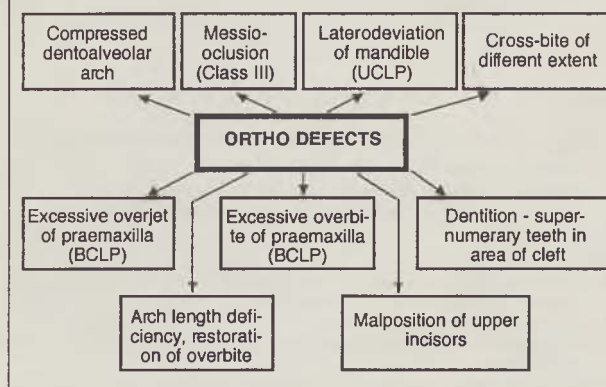 Compressed
dentoalveolar
arch
Messio-
oclusion
(Class III)
Laterodeviation
of mandible
(UCLP)
Cross-bite of
different extent
ORTHO DEFECTS
Excessive overjet
of praemaxilla
(BCLP)
Excessive overbi-
te of praemaxilla
(BCLP)
Dentition - super-
numerary teeth in
area of cleft
Arch length defi-
ciency, restorati-
on of overbite
Malposition of upper
incisors